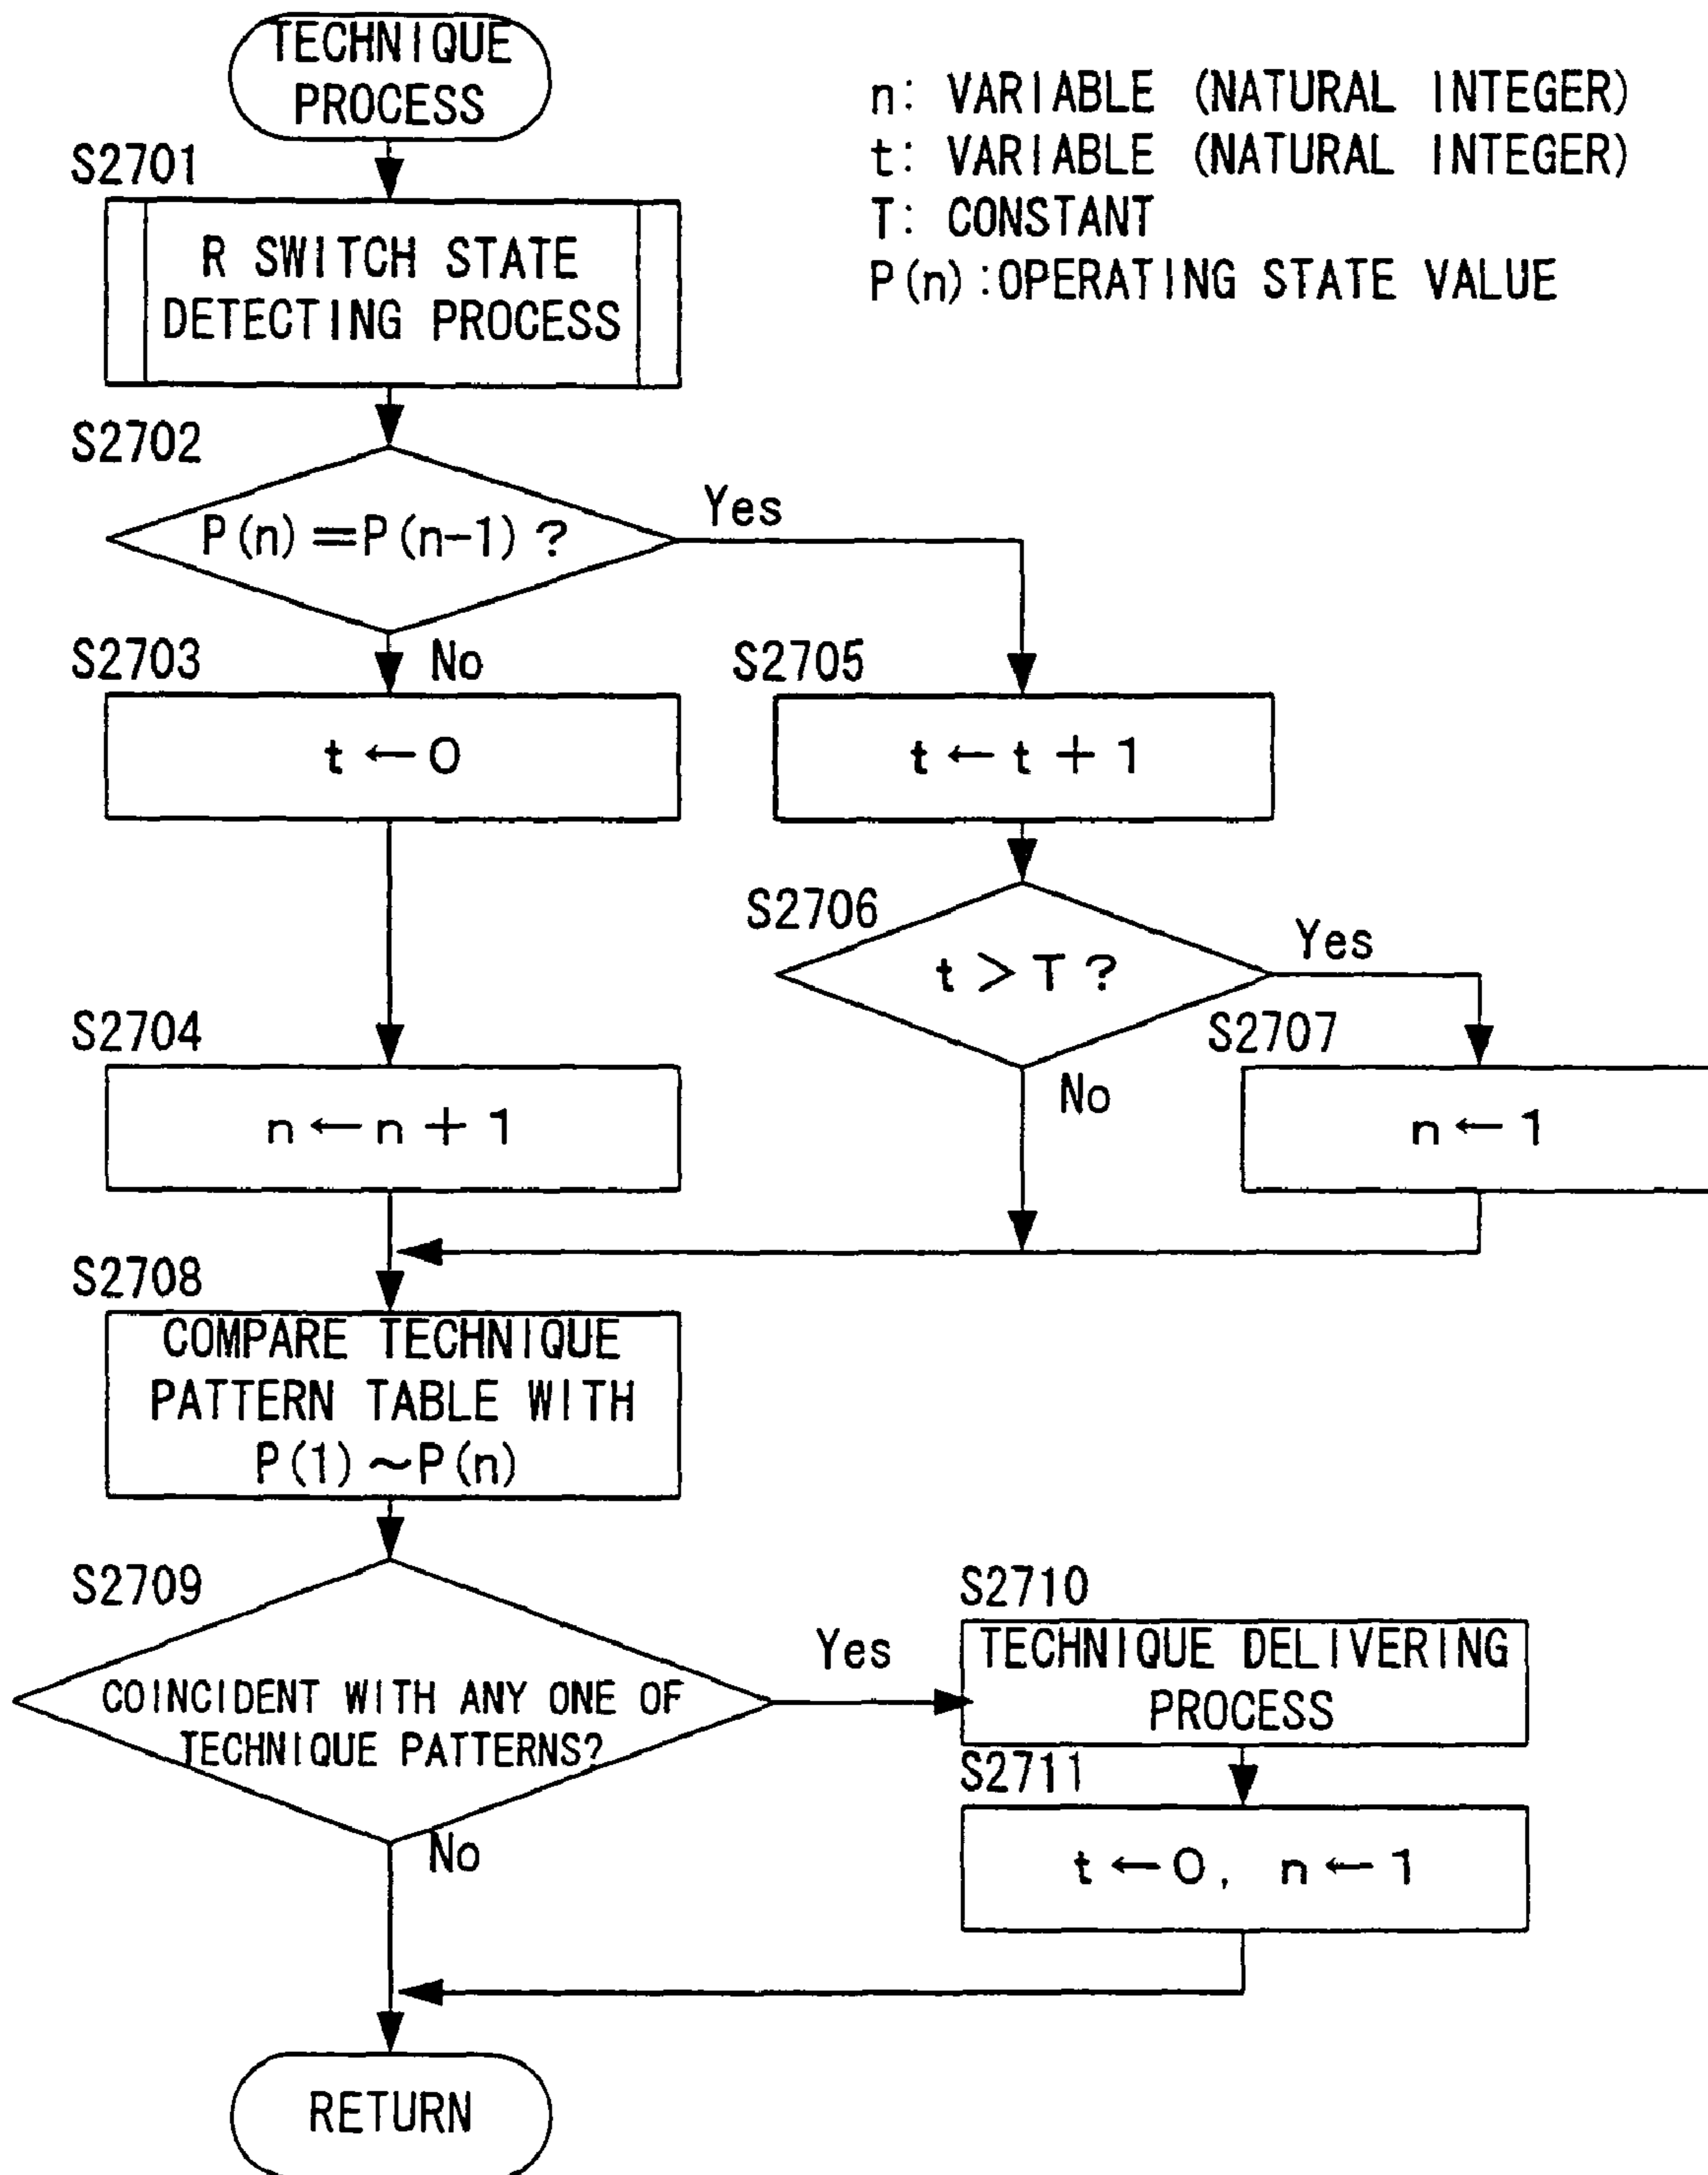 TECHNIQUE
PROCESS
n: VARIABLE (NATURAL INTEGER)
t: VARIABLE (NATURAL INTEGER)
T: CONSTANT
P(n):OPERATING STATE VALUE
S2701
R SWITCH STATE
DETECTING PROCESS
S2702
P(n)=P(n-1)?
Yes
No
S2703
t←0
S2705
t←t+1
S2706
t>T?
Yes
No
S2704
n←n+1
S2707
n←1
S2708
COMPARE TECHNIQUE
PATTERN TABLE WITH
P(1)~P(n)
S2709
COINCIDENT WITH ANY ONE OF
TECHNIQUE PATTERNS?
Yes
No
S2710
TECHNIQUE DELIVERING
PROCESS
S2711
t←0, n←1
RETURN